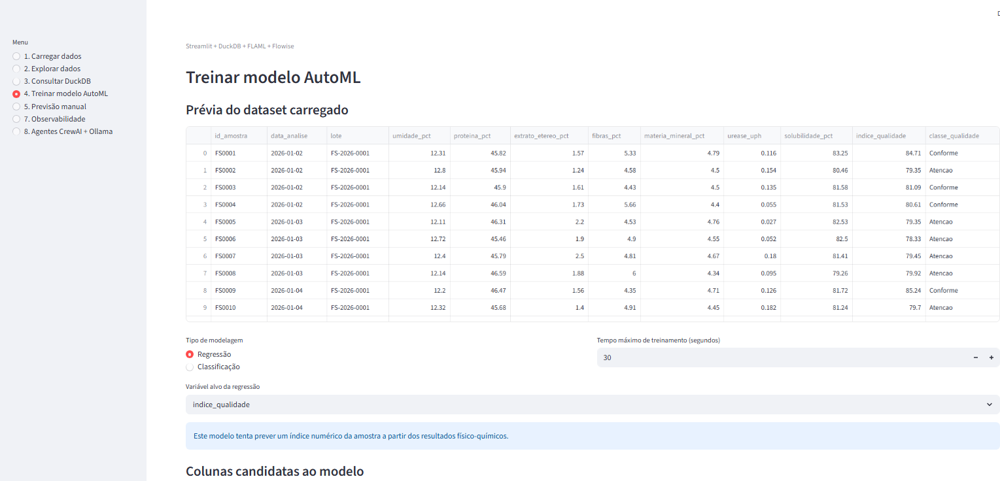 Menu
1. Carregar dados
2. Explorar dados
3. Consultar DuckDB
4. Treinar modelo AutoML
5. Previsão manual
7. Observabilidade
8. Agentes CrewAI + Ollama
Streamlit + DuckDB + FLAML + Flowise
Treinar modelo AutoML
Prévia do dataset carregado
id_amostra data_analise lote umidade_pct proteina_pct extrato_etereo_pct fibras_pct materia_mineral_pct urease_uph solubilidade_pct indice_qualidade classe_qualidade
0 FS0001 2026-01-02 FS-2026-0001 12.31 45.82 1.57 5.33 4.79 0.116 83.25 84.71 Conforme
1 FS0002 2026-01-02 FS-2026-0001 12.8 45.94 1.24 4.58 4.5 0.154 80.46 79.35 Atencao
2 FS0003 2026-01-02 FS-2026-0001 12.14 45.9 1.61 4.43 4.5 0.135 81.58 81.09 Conforme
3 FS0004 2026-01-02 FS-2026-0001 12.66 46.04 1.73 5.66 4.4 0.055 81.53 80.61 Conforme
4 FS0005 2026-01-03 FS-2026-0001 12.11 46.31 2.2 4.53 4.76 0.027 82.53 79.35 Atencao
5 FS0006 2026-01-03 FS-2026-0001 12.72 45.46 1.9 4.9 4.55 0.052 82.5 78.33 Atencao
6 FS0007 2026-01-03 FS-2026-0001 12.4 45.79 2.5 4.81 4.67 0.18 81.41 79.45 Atencao
7 FS0008 2026-01-03 FS-2026-0001 12.14 46.59 1.88 6 4.34 0.095 79.26 79.92 Atencao
8 FS0009 2026-01-04 FS-2026-0001 12.2 46.47 1.56 4.35 4.71 0.126 81.72 85.24 Conforme
9 FS0010 2026-01-04 FS-2026-0001 12.32 45.68 1.4 4.91 4.45 0.182 81.24 79.7 Atencao
Tipo de modelagem
Regressão
Classificação
Tempo máximo de treinamento (segundos)
30 − +
Variável alvo da regressão
indice_qualidade
Este modelo tenta prever um índice numérico da amostra a partir dos resultados físico-químicos.
Colunas candidatas ao modelo